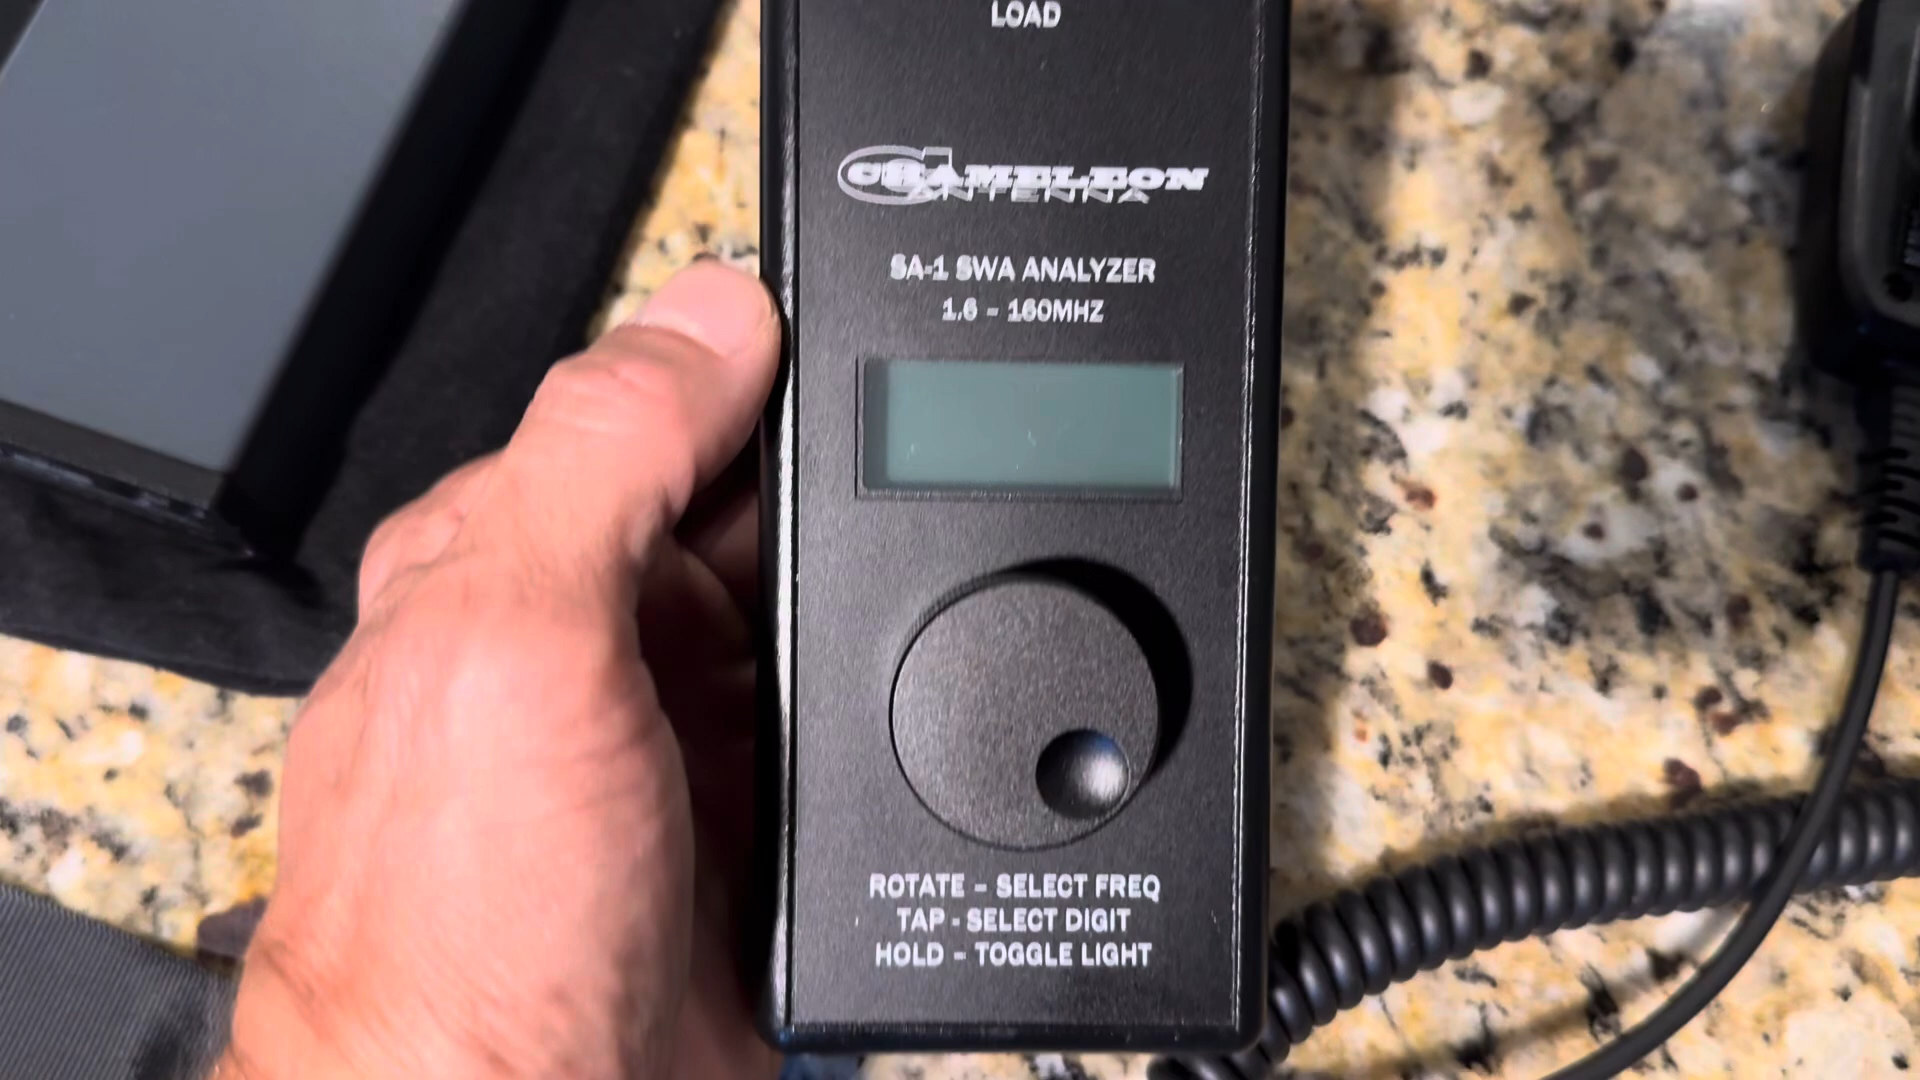 LOAD
CHAMELEON
ANTENNA
SA-1 SWA ANALYZER
1.6 - 160MHZ
ROTATE - SELECT FREQ
TAP - SELECT DIGIT
HOLD - TOGGLE LIGHT